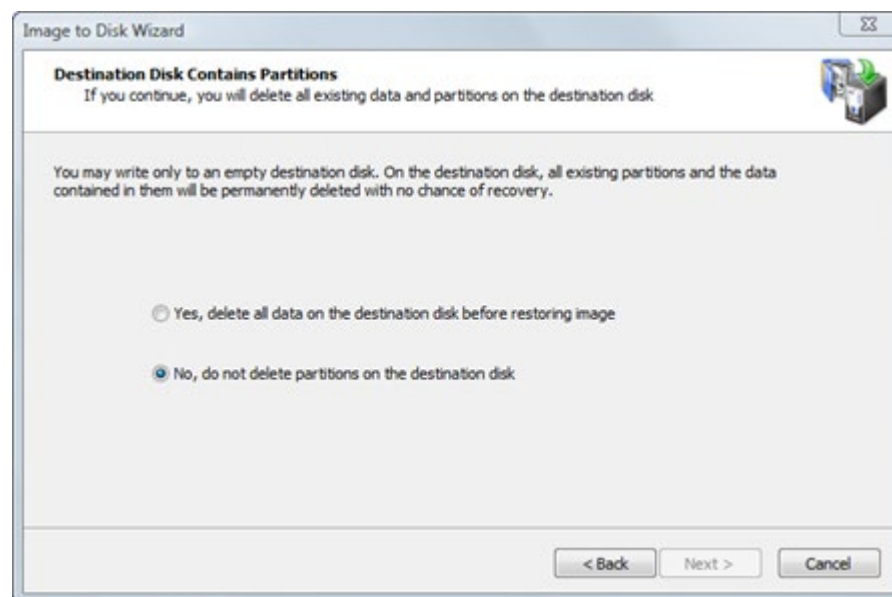 Image to Disk Wizard
Destination Disk Contains Partitions
If you continue, you will delete all existing data and partitions on the destination disk
You may write only to an empty destination disk. On the destination disk, all existing partitions and the data
contained in them will be permanently deleted with no chance of recovery.
Yes, delete all data on the destination disk before restoring image
No, do not delete partitions on the destination disk
< Back Next > Cancel